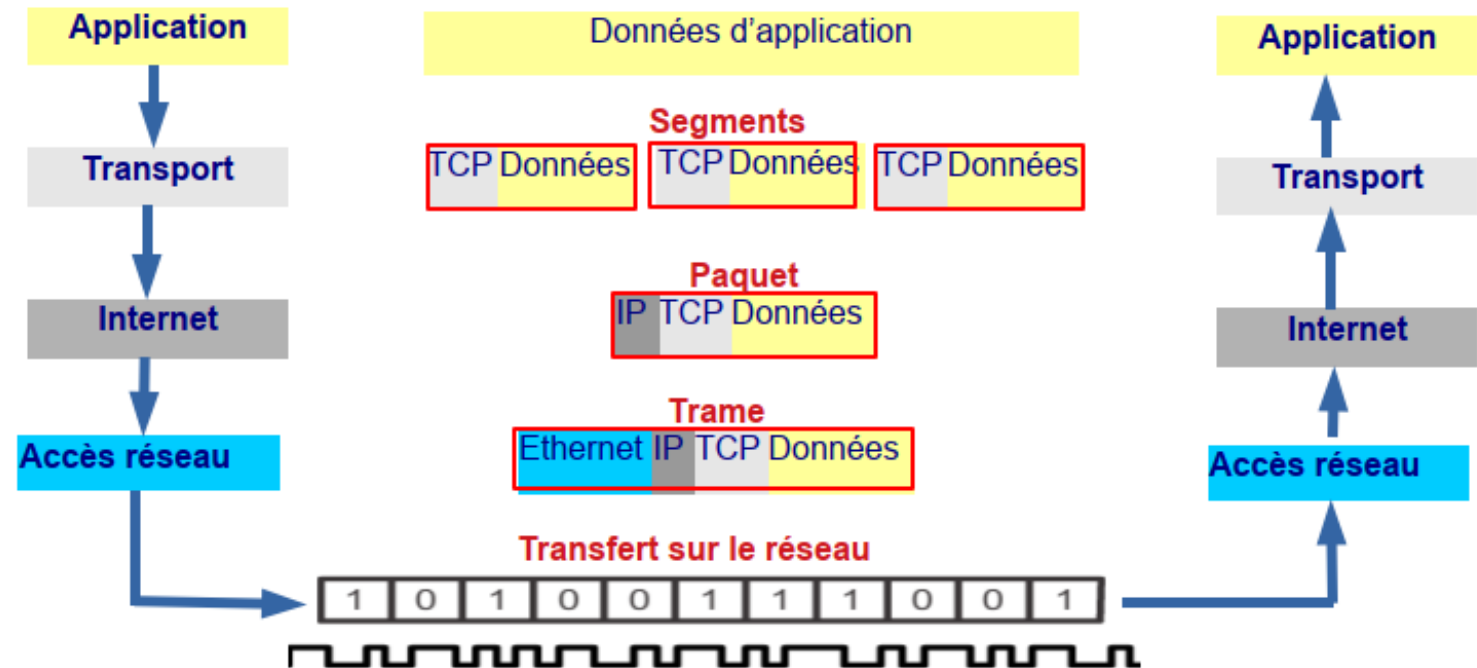 Application
Données d'application
Application
Segments
Transport
TCP Données
TCP Données
TCP Données
Transport
Paquet
Internet
IP TCP Données
Internet
Trame
Accès réseau
Ethernet IP TCP Données
Accès réseau
Transfert sur le réseau
1 0 1 0 0 1 1 1 0 0 1